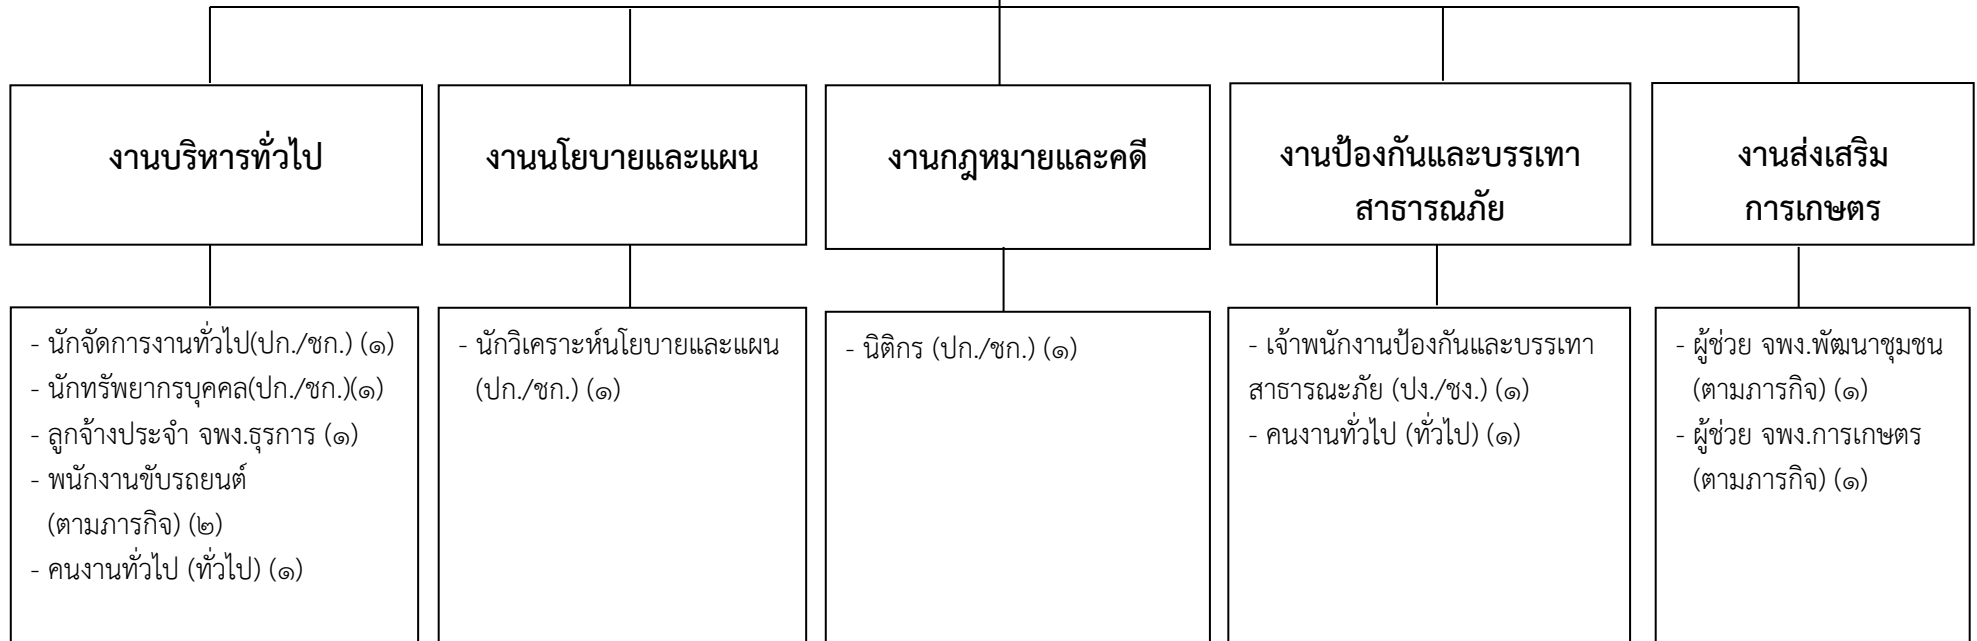 งานบริหารทั่วไป
งานนโยบายและแผน
งานกฎหมายและคดี
งานป้องกันและบรรเทา
สาธารณภัย
งานส่งเสริม
การเกษตร
- นักจัดการงานทั่วไป(ปก./ชก.) (๑)
- นักทรัพยากรบุคคล(ปก./ชก.)(๑)
- ลูกจ้างประจำ จพง.ธุรการ (๑)
- พนักงานขับรถยนต์
(ตามภารกิจ) (๒)
- คนงานทั่วไป (ทั่วไป) (๑)
- นักวิเคราะห์นโยบายและแผน
(ปก./ชก.) (๑)
- นิติกร (ปก./ชก.) (๑)
- เจ้าพนักงานป้องกันและบรรเทา
สาธารณะภัย (ปง./ชง.) (๑)
- คนงานทั่วไป (ทั่วไป) (๑)
- ผู้ช่วย จพง.พัฒนาชุมชน
(ตามภารกิจ) (๑)
- ผู้ช่วย จพง.การเกษตร
(ตามภารกิจ) (๑)